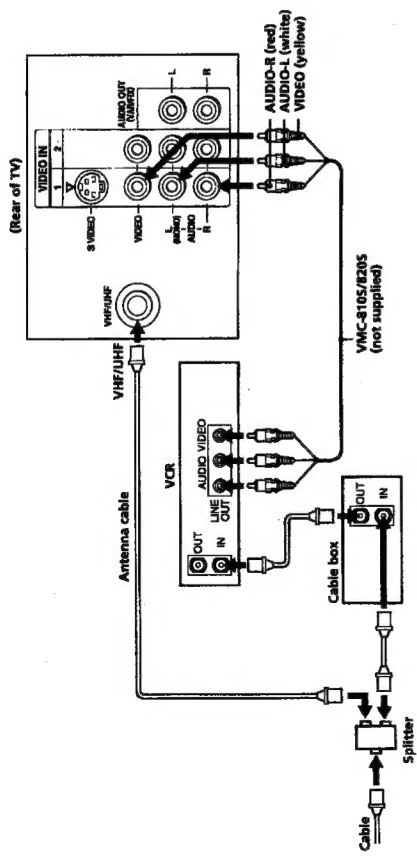 (Rear of TV)
VIDEO IN
1
2
S VIDEO
VIDEO
L
(MONO)
AUDIO
R
AUDIO OUT
(VAR/FIX)
L
R
VHF/UHF
VHF/UHF
AUDIO-R (red)
AUDIO-L (white)
VIDEO (yellow)
Antenna cable
VCR
OUT
IN
LINE
OUT
AUDIO VIDEO
VMC-810S/820S
(not supplied)
Cable box
OUT
IN
Splitter
Cable